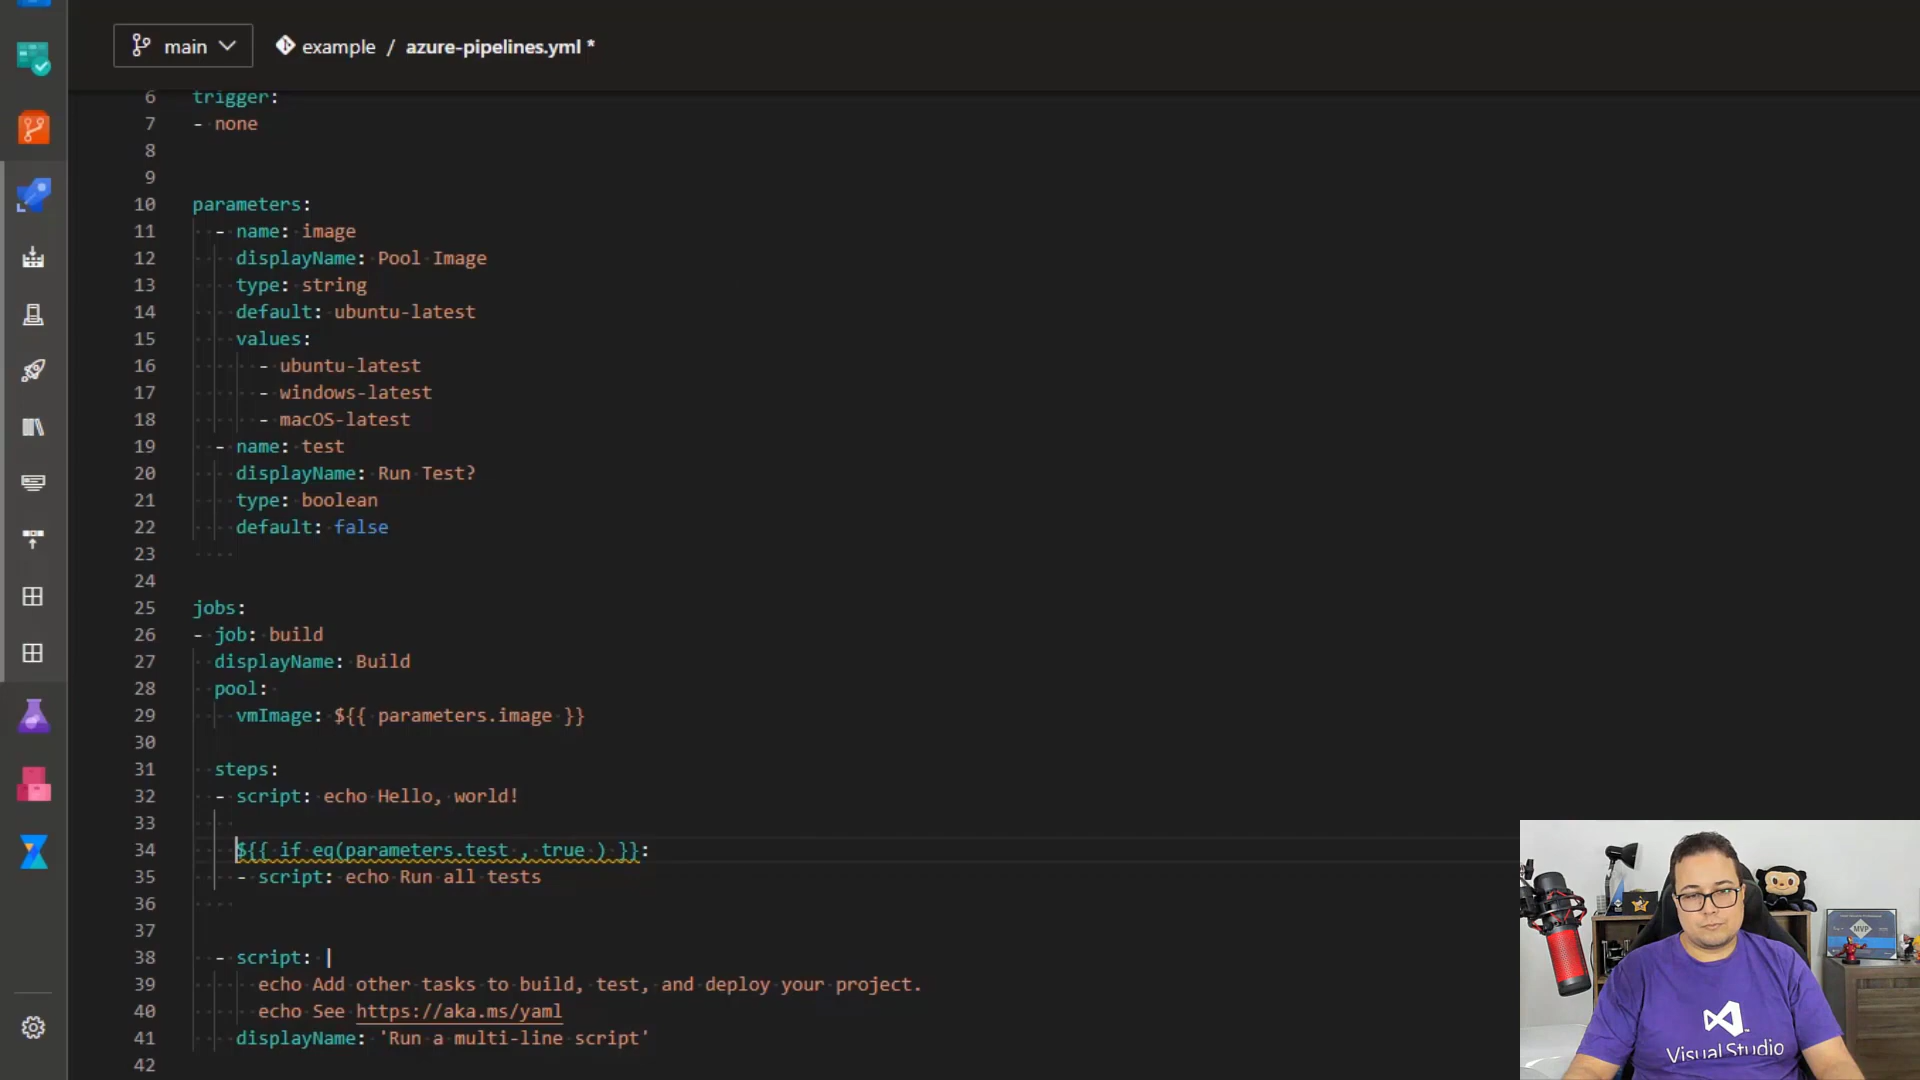 main
example / azure-pipelines.yml *
6 trigger:
7 - none
8
9
10 parameters:
11 - name: image
12 displayName: Pool Image
13 type: string
14 default: ubuntu-latest
15 values:
16 - ubuntu-latest
17 - windows-latest
18 - macOS-latest
19 - name: test
20 displayName: Run Test?
21 type: boolean
22 default: false
23
24
25 jobs:
26 - job: build
27 displayName: Build
28 pool:
29 vmImage: ${{ parameters.image }}
30
31 steps:
32 - script: echo Hello, world!
33
34 ${{ if eq(parameters.test , true ) }}:
35 - script: echo Run all tests
36
37
38 - script: |
39 echo Add other tasks to build, test, and deploy your project.
40 echo See https://aka.ms/yaml
41 displayName: 'Run a multi-line script'
42
MVP
Visual Studio